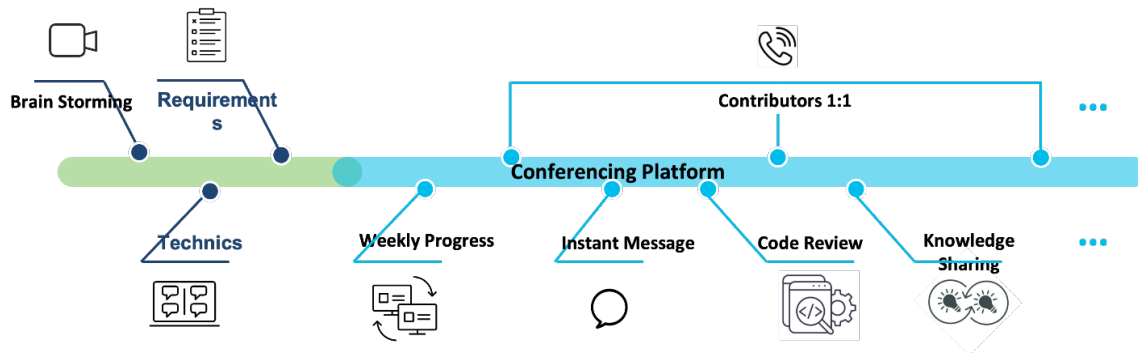 Brain Storming
Requirement
s
Contributors 1:1
...
Conferencing Platform
Technics
Weekly Progress
Instant Message
Code Review
Knowledge
Sharing
...